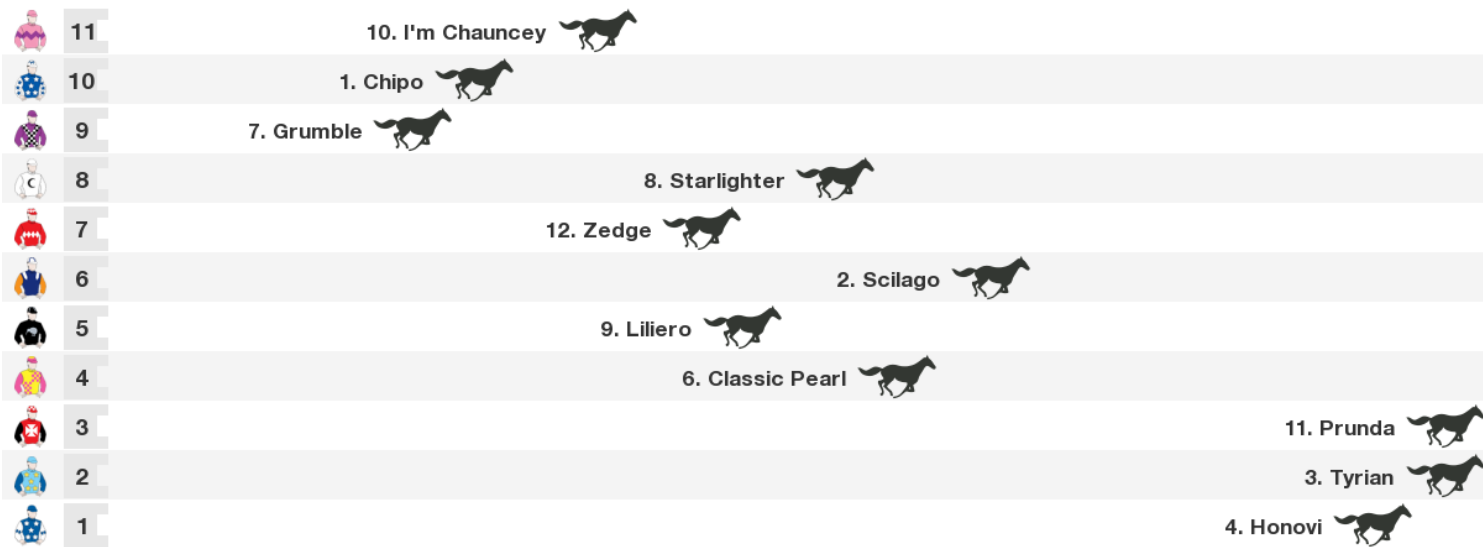 11 10. I'm Chauncey
10 1. Chipo
9 7. Grumble
8 8. Starlighter
C
7 12. Zedge
6 2. Scilago
5 9. Liliero
4 6. Classic Pearl
3 11. Prunda
2 3. Tyrian
1 4. Honovi